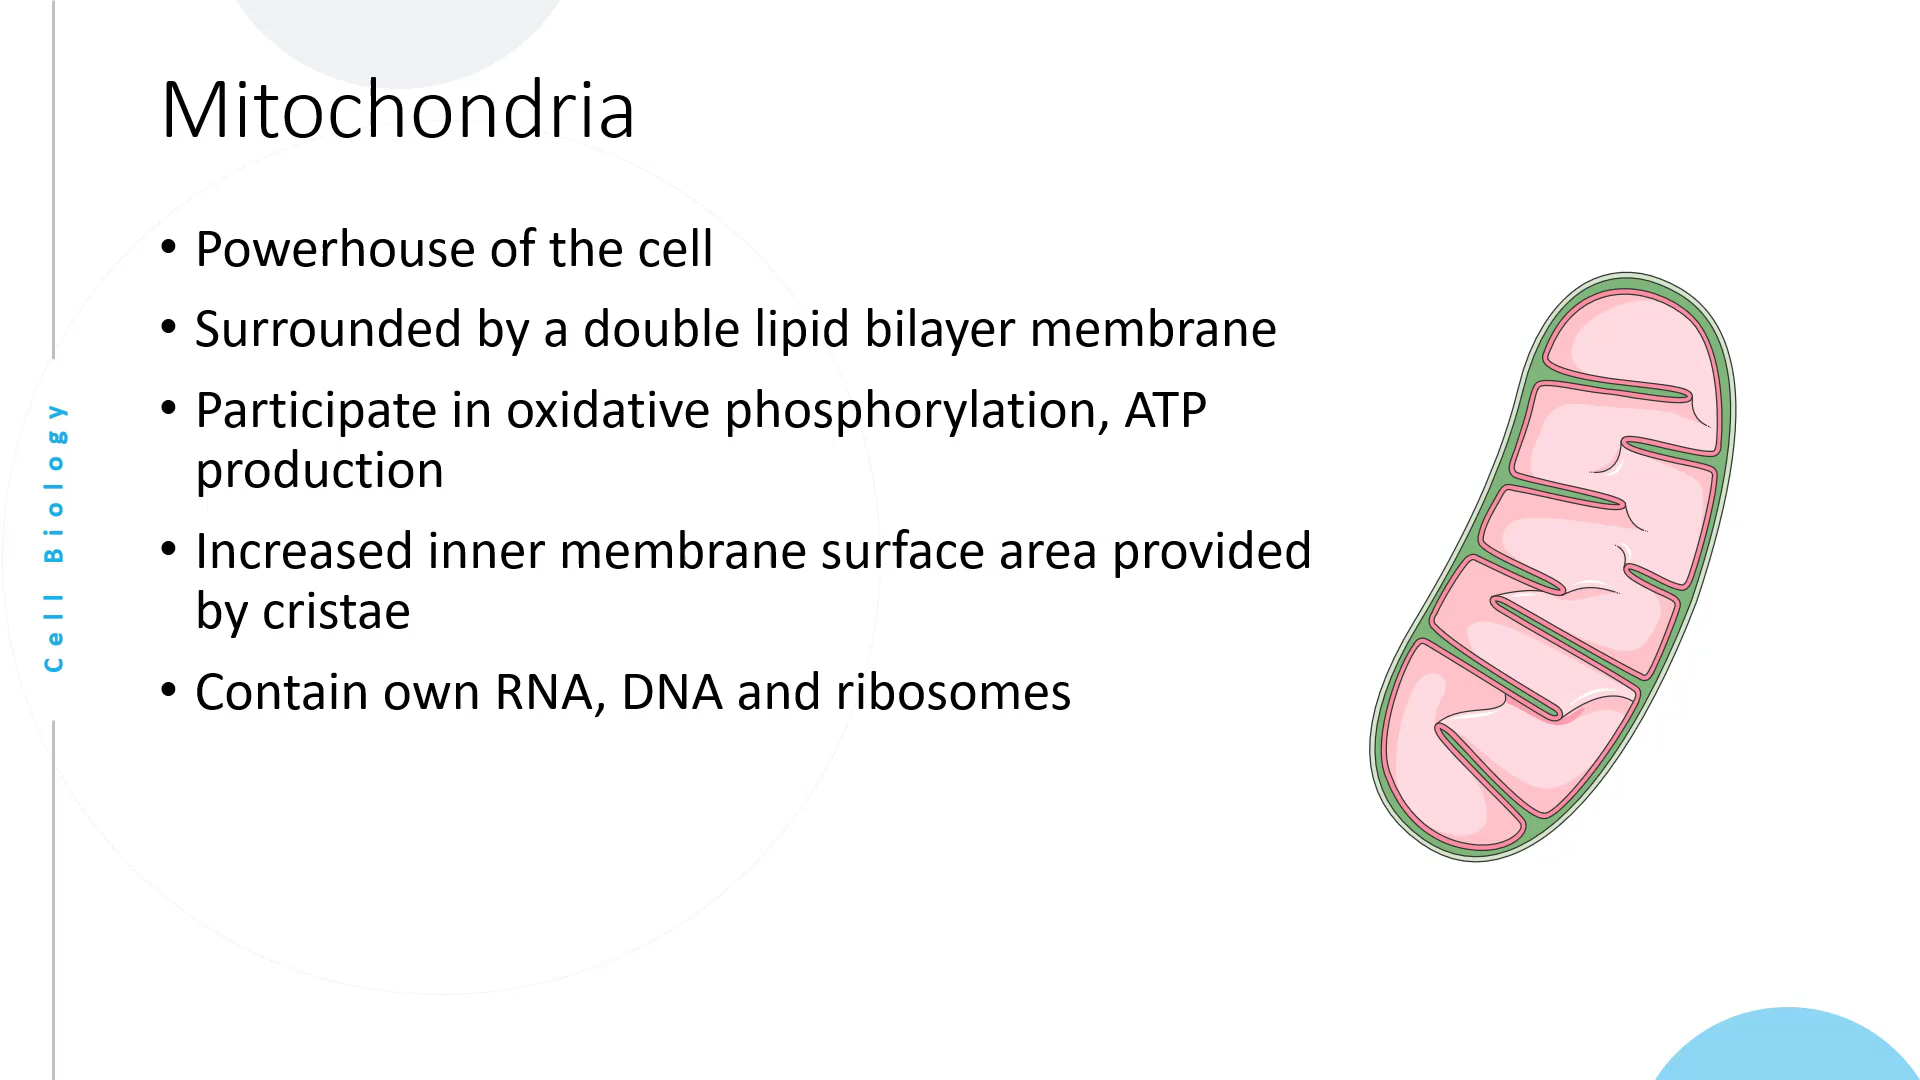 Mitochondria
• Powerhouse of the cell
• Surrounded by a double lipid bilayer membrane
• Participate in oxidative phosphorylation, ATP
production
• Increased inner membrane surface area provided
by cristae
• Contain own RNA, DNA and ribosomes
Cell Biology